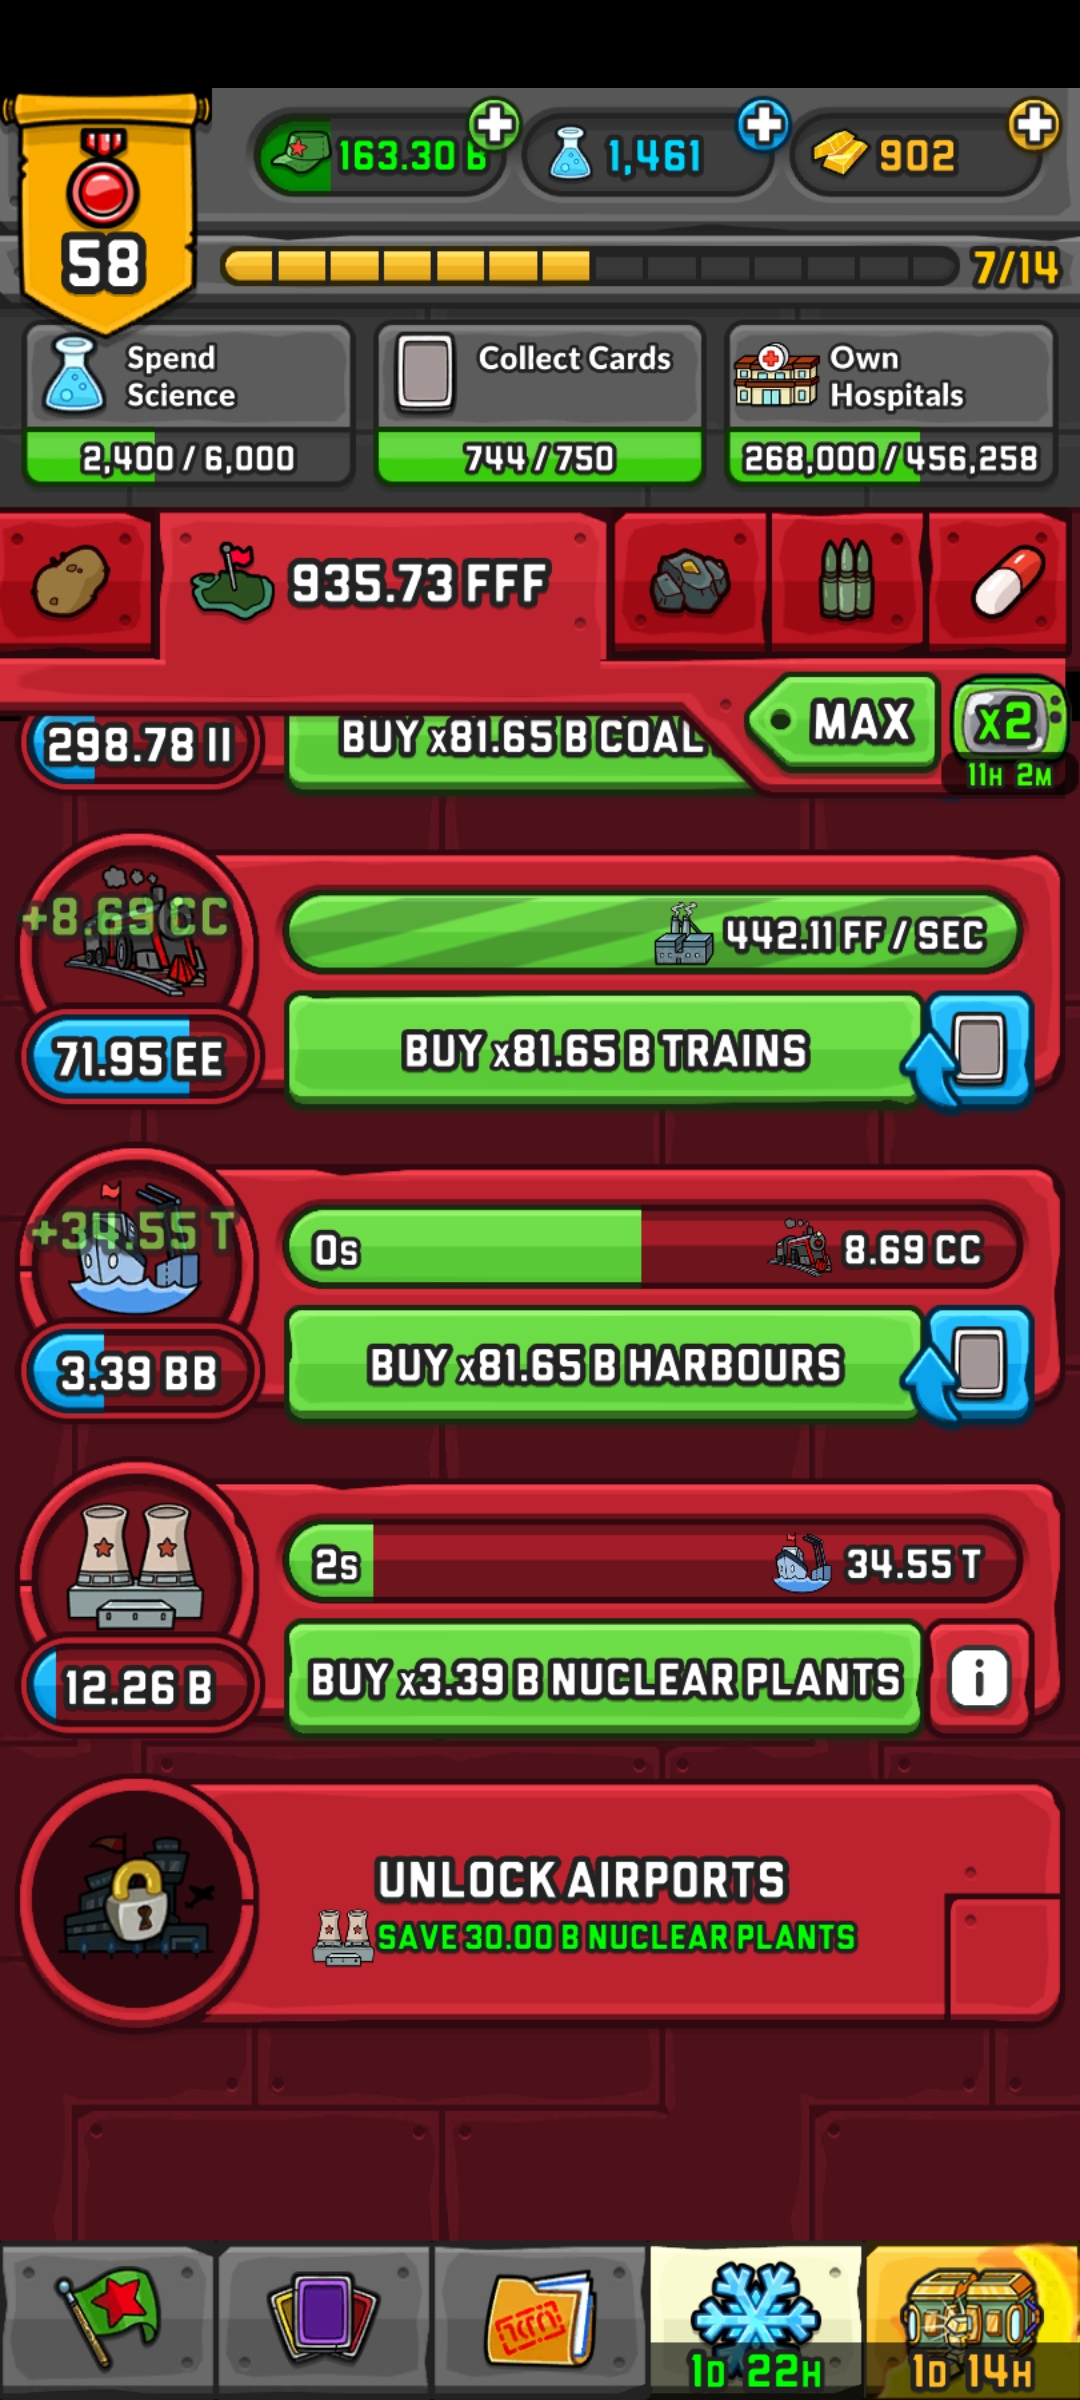 58
163.30 B
1,461
902
7/14
Spend
Science
2,400 / 6,000
Collect Cards
744 / 750
Own
Hospitals
268,000 / 456,258
935.73 FFF
MAX
x2
11H 2M
298.78 II
BUY x81.65 B COAL
+8.69 CC
442.11 FF / SEC
71.95 EE
BUY x81.65 B TRAINS
+34.55 T
0s
8.69 CC
3.39 BB
BUY x81.65 B HARBOURS
2s
34.55 T
12.26 B
BUY x3.39 B NUCLEAR PLANTS
i
UNLOCK AIRPORTS
SAVE 30.00 B NUCLEAR PLANTS
1D 22H
1D 14H